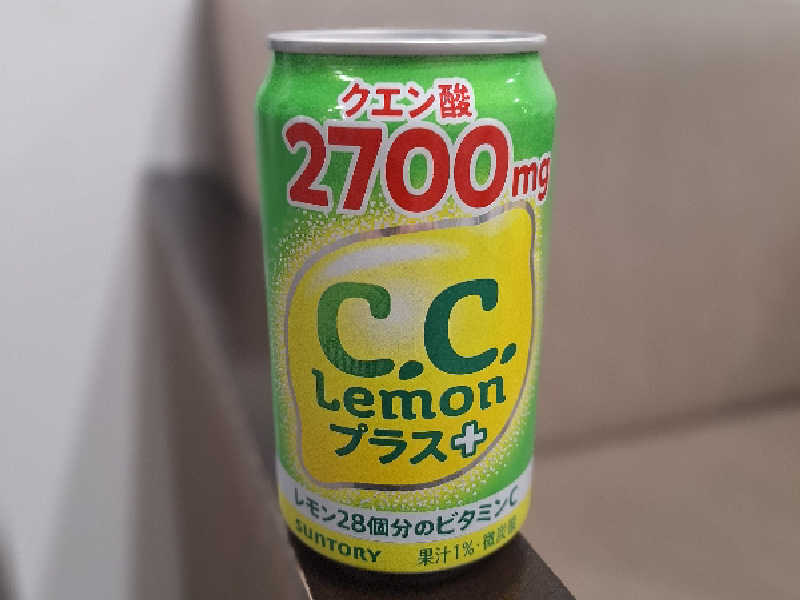 クエン酸
2700mg
C.C.
Lemon
プラス
レモン28個分のビタミンC
SUNTORY
果汁1%・微炭酸